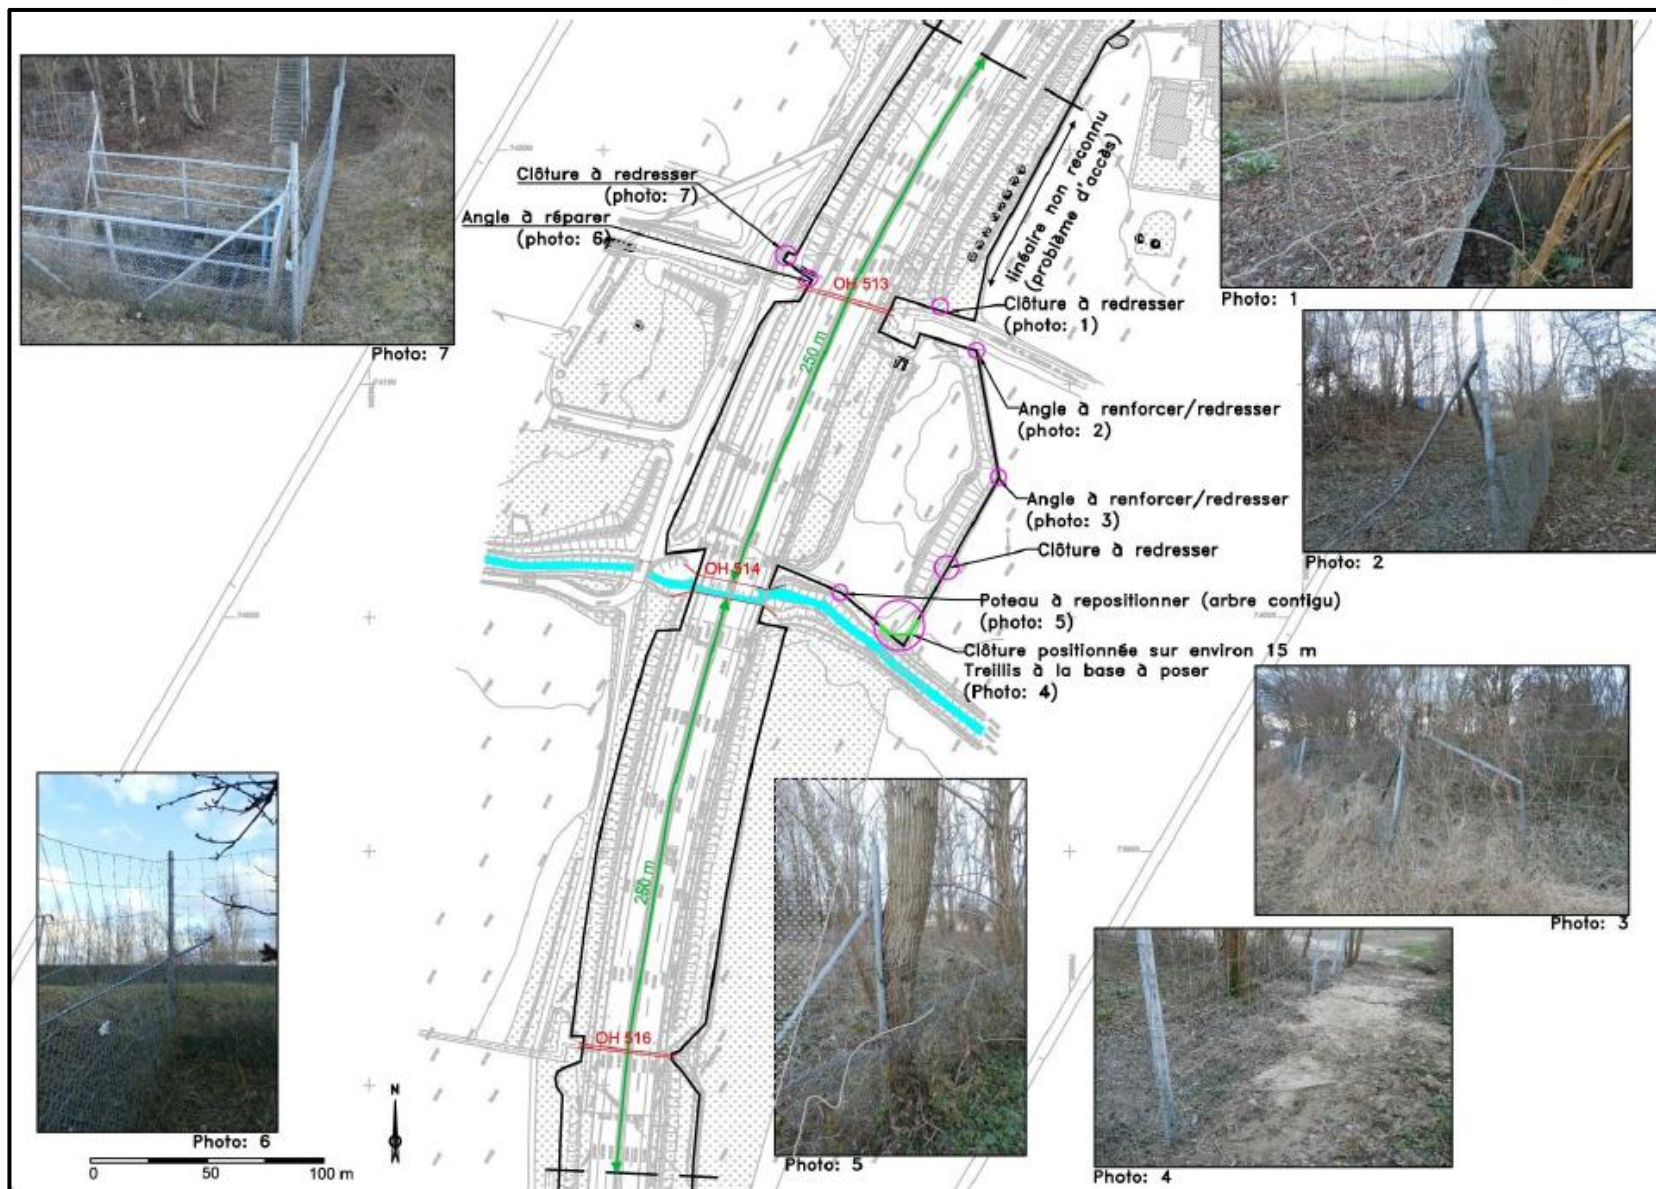 Photo: 7
Clôture à redresser
(photo: 7)
Angle à réparer
(photo: 6)
linéaire non reconnu
(problème d'accès)
Photo: 1
OH 513
Clôture à redresser
(photo: 1)
250 m
Angle à renforcer/redresser
(photo: 2)
Photo: 2
Angle à renforcer/redresser
(photo: 3)
Clôture à redresser
OH 514
Poteau à repositionner (arbre contigu)
(photo: 5)
Clôture positionnée sur environ 15 m
Treillis à la base à poser
(Photo: 4)
Photo: 3
250 m
OH 516
Photo: 6
N
0 50 100 m
Photo: 5
Photo: 4